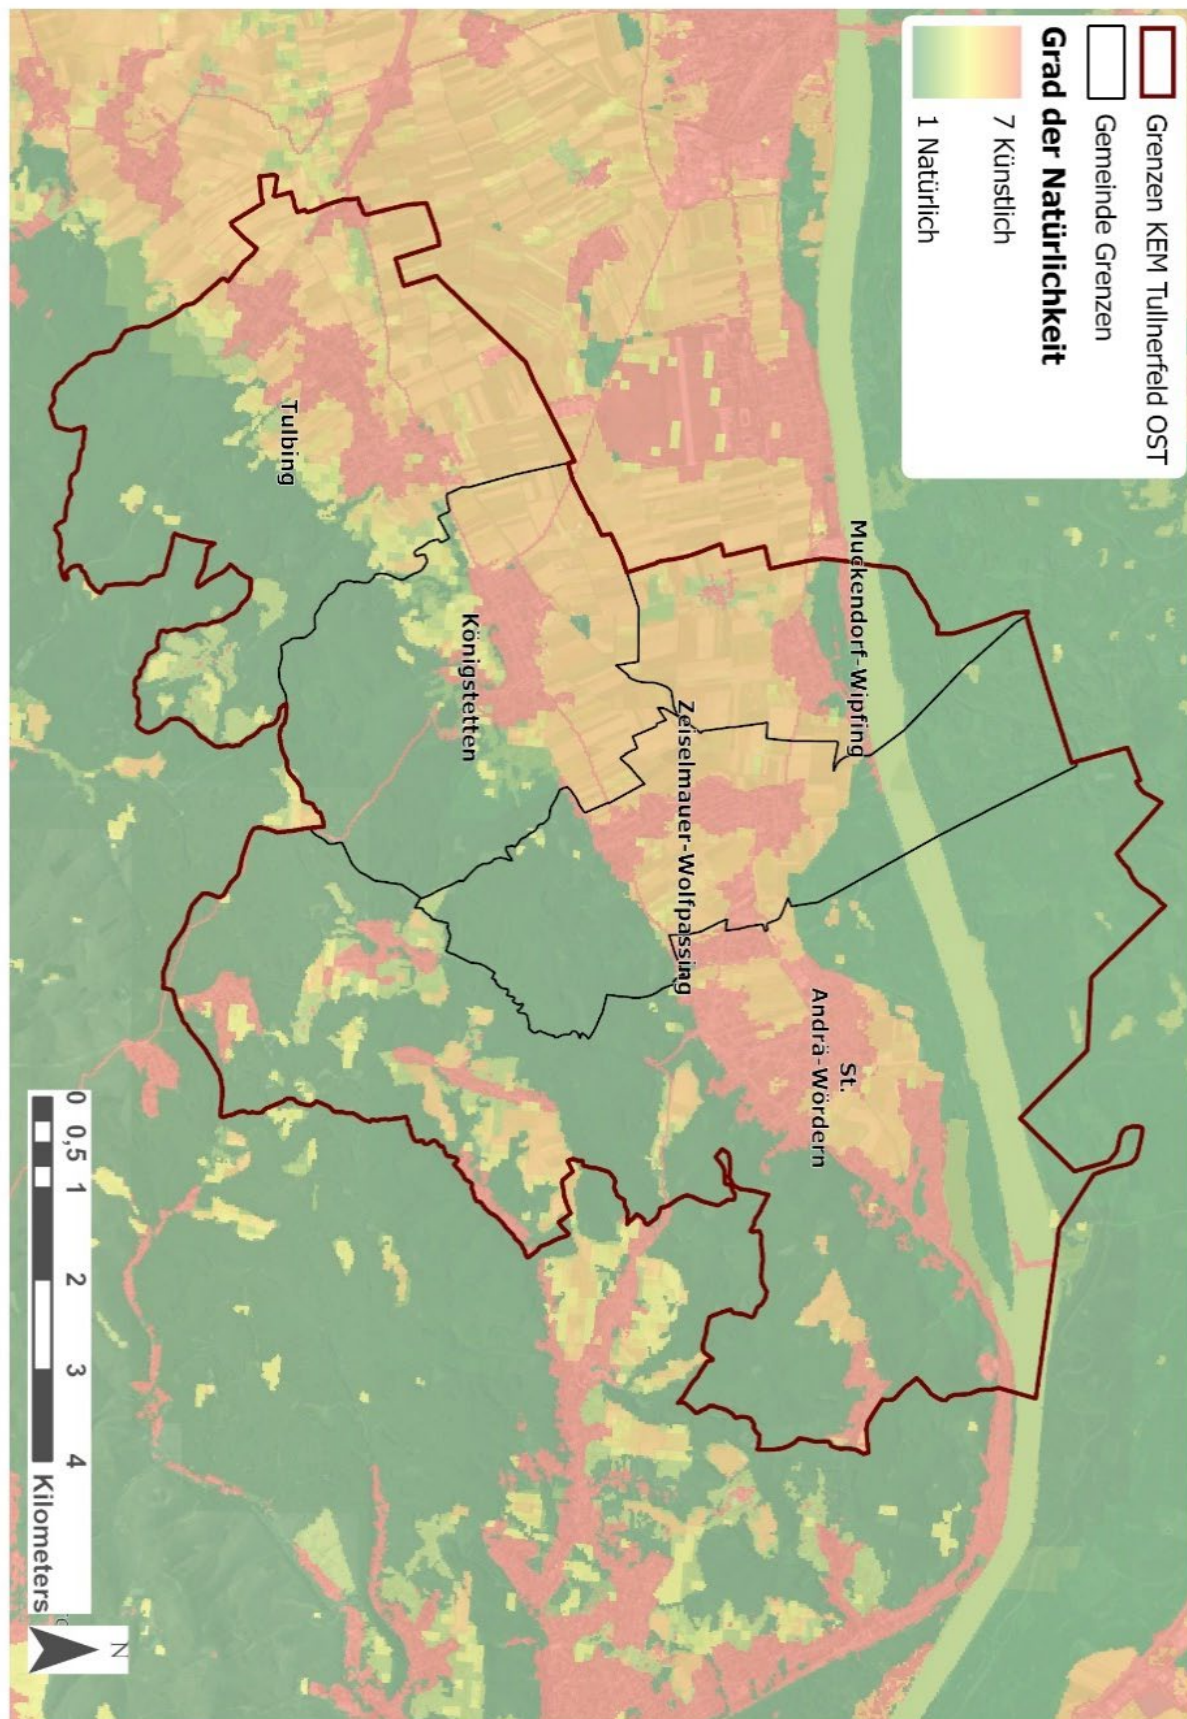 Grenzen KEM Tullnerfeld OST
Gemeinde Grenzen
Grad der Natürlichkeit
7 Künstlich
1 Natürlich
Muckendorf-Wipfing
Zeiselmauer-Wolfpassing
St.
Andrä-Wördern
Königstetten
Tulbing
0 0,5 1 2 3 4
Kilometers
N